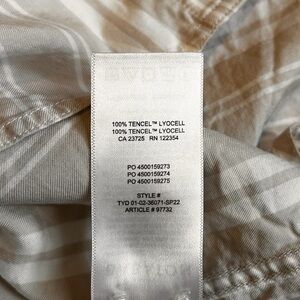 100% TENCEL™ LYOCELL
100% TENCEL™ LYOCELL
CA 23725 RN 122354
PO 4500159273
PO 4500159274
PO 4500159275
STYLE #
TYD 01-02-36071-SP22
ARTICLE # 97732